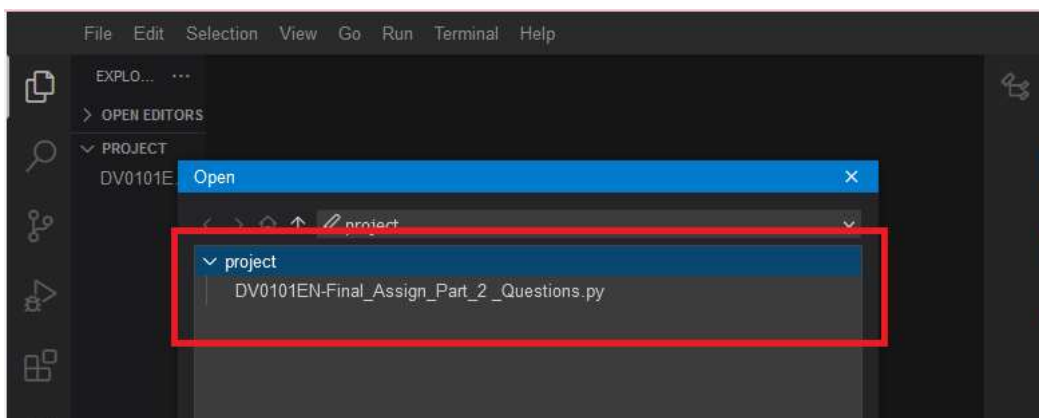 File Edit Selection View Go Run Terminal Help
EXPLO... ...
OPEN EDITORS
PROJECT
DV0101E
Open
project
project
DV0101EN-Final_Assign_Part_2 _Questions.py